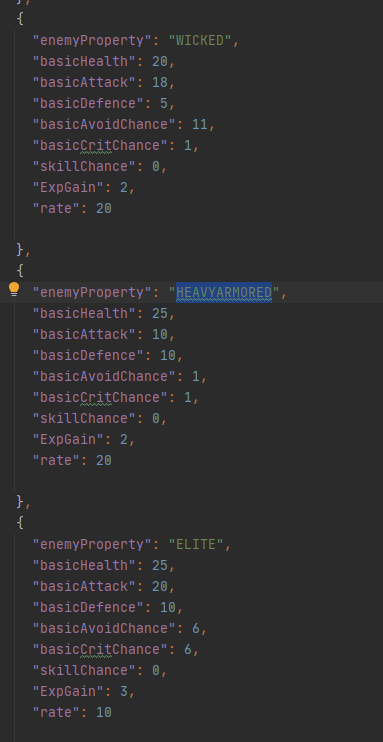 },
{
"enemyProperty": "WICKED",
"basicHealth": 20,
"basicAttack": 18,
"basicDefence": 5,
"basicAvoidChance": 11,
"basicCritChance": 1,
"skillChance": 0,
"ExpGain": 2,
"rate": 20
},
{
"enemyProperty": "HEAVYARMORED",
"basicHealth": 25,
"basicAttack": 10,
"basicDefence": 10,
"basicAvoidChance": 1,
"basicCritChance": 1,
"skillChance": 0,
"ExpGain": 2,
"rate": 20
},
{
"enemyProperty": "ELITE",
"basicHealth": 25,
"basicAttack": 20,
"basicDefence": 10,
"basicAvoidChance": 6,
"basicCritChance": 6,
"skillChance": 0,
"ExpGain": 3,
"rate": 10